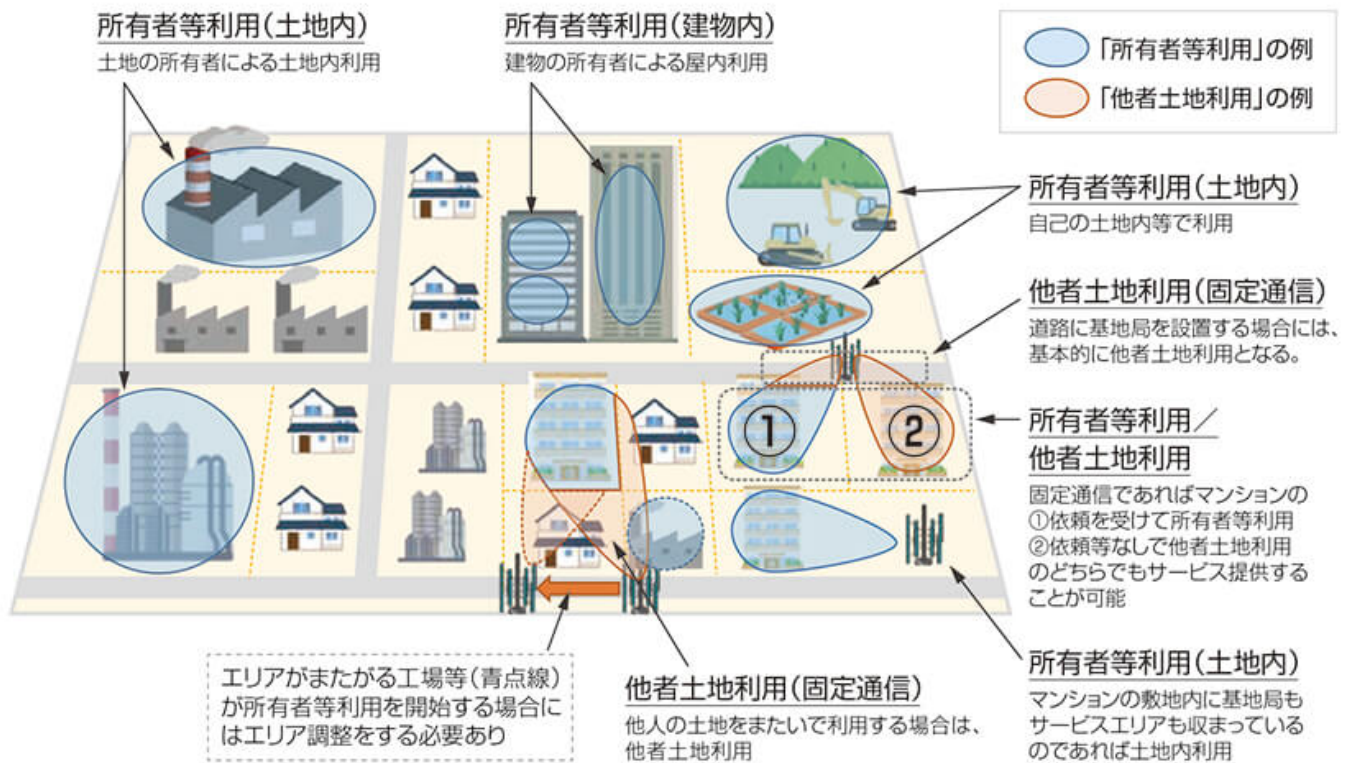 所有者等利用(土地内)
土地の所有者による土地内利用
所有者等利用(建物内)
建物の所有者による屋内利用
「所有者等利用」の例
「他者土地利用」の例
所有者等利用(土地内)
自己の土地内等で利用
他者土地利用(固定通信)
道路に基地局を設置する場合には、
基本的に他者土地利用となる。
①
②
所有者等利用／
他者土地利用
固定通信であればマンションの
①依頼を受けて所有者等利用
②依頼等なしで他者土地利用
のどちらでもサービス提供する
ことが可能
エリアがまたがる工場等(青点線)
が所有者等利用を開始する場合に
はエリア調整をする必要あり
他者土地利用(固定通信)
他人の土地をまたいで利用する場合は、
他者土地利用
所有者等利用(土地内)
マンションの敷地内に基地局も
サービスエリアも収まっている
のであれば土地内利用